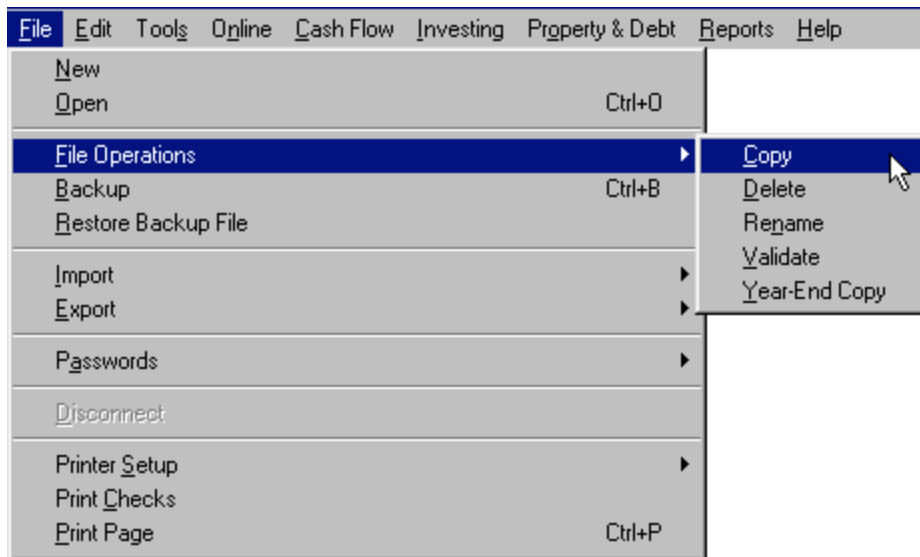 File Edit Tools Online Cash Flow Investing Property & Debt Reports Help
New
Open Ctrl+O
File Operations
Backup Ctrl+B
Restore Backup File
Import
Export
Passwords
Disconnect
Printer Setup
Print Checks
Print Page Ctrl+P
Copy
Delete
Rename
Validate
Year-End Copy